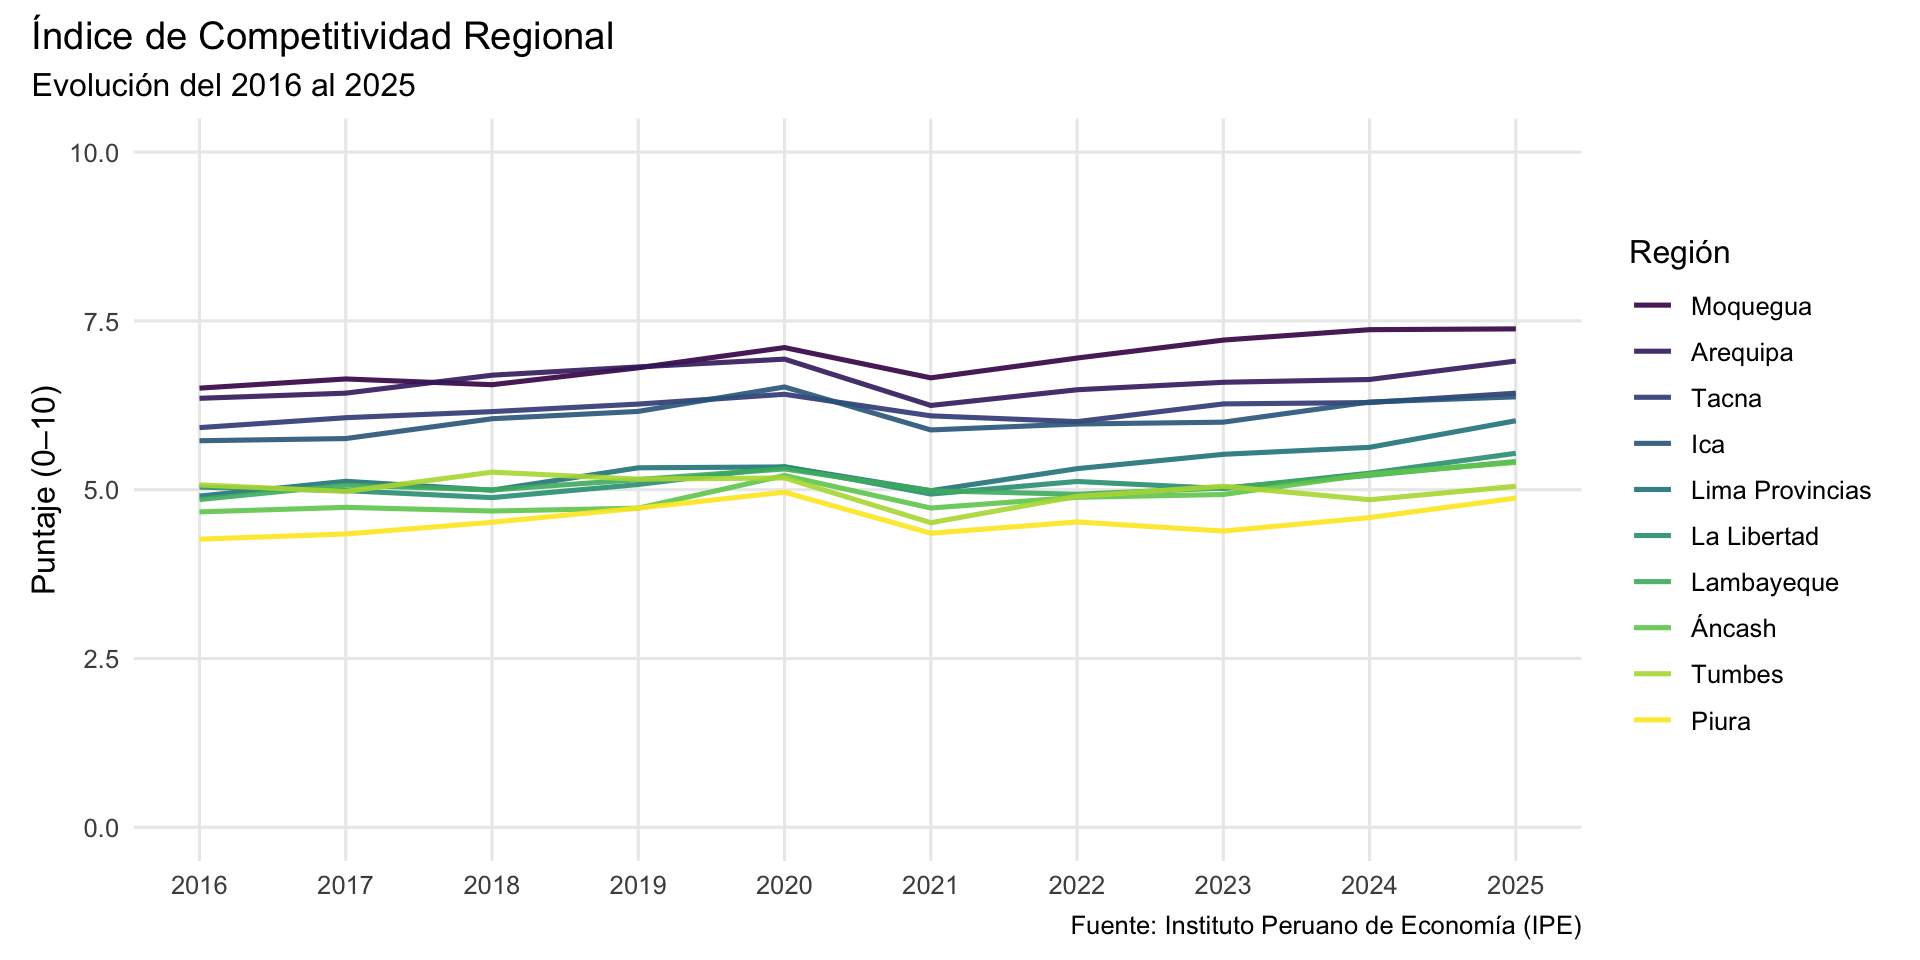 Índice de Competitividad Regional
Evolución del 2016 al 2025
Puntaje (0–10)
10.0
7.5
5.0
2.5
0.0
2016 2017 2018 2019 2020 2021 2022 2023 2024 2025
Región
Moquegua
Arequipa
Tacna
Ica
Lima Provincias
La Libertad
Lambayeque
Áncash
Tumbes
Piura
Fuente: Instituto Peruano de Economía (IPE)